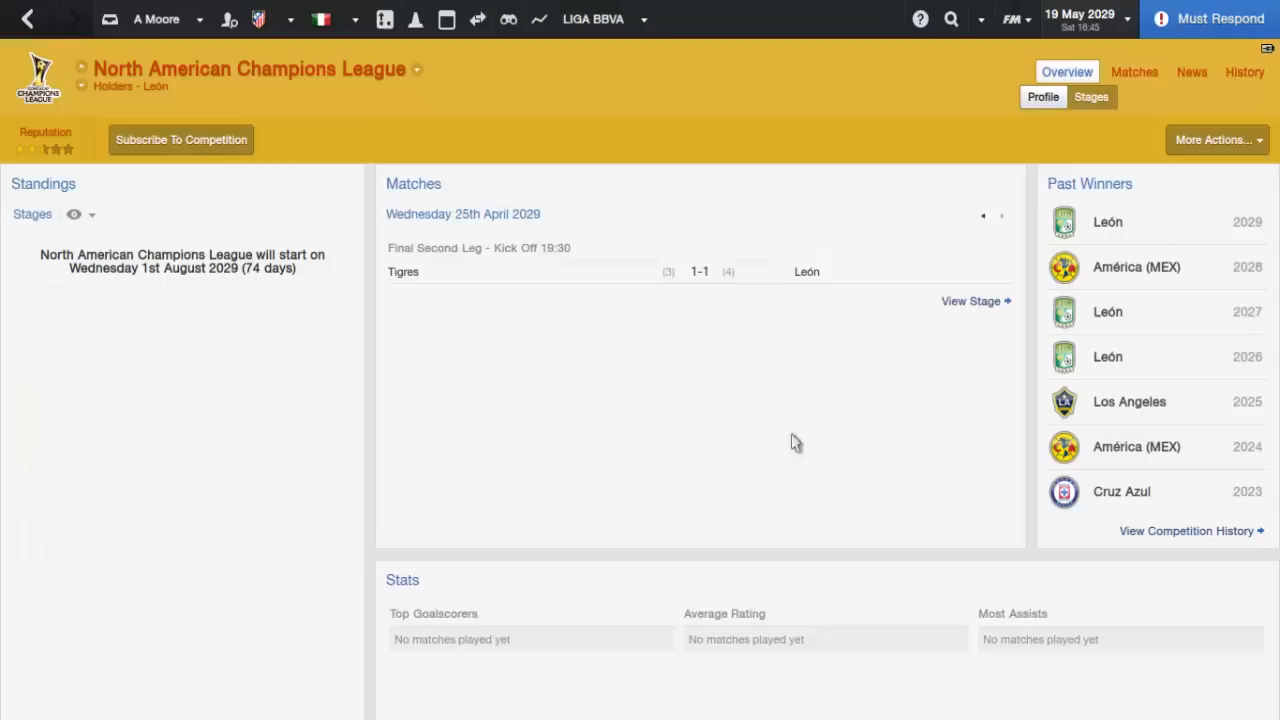 A Moore
LIGA BBVA
FM
19 May 2029
Sat 16:45
Must Respond
CONCACAF
CHAMPIONS
LEAGUE
North American Champions League
Holders - León
Overview
Matches
News
History
Profile
Stages
Reputation
Subscribe To Competition
More Actions...
Standings
Stages
North American Champions League will start on
Wednesday 1st August 2029 (74 days)
Matches
Wednesday 25th April 2029
Final Second Leg - Kick Off 19:30
Tigres (3) 1-1 (4) León
View Stage
Past Winners
León 2029
América (MEX) 2028
León 2027
León 2026
Los Angeles 2025
América (MEX) 2024
Cruz Azul 2023
View Competition History
Stats
Top Goalscorers
No matches played yet
Average Rating
No matches played yet
Most Assists
No matches played yet